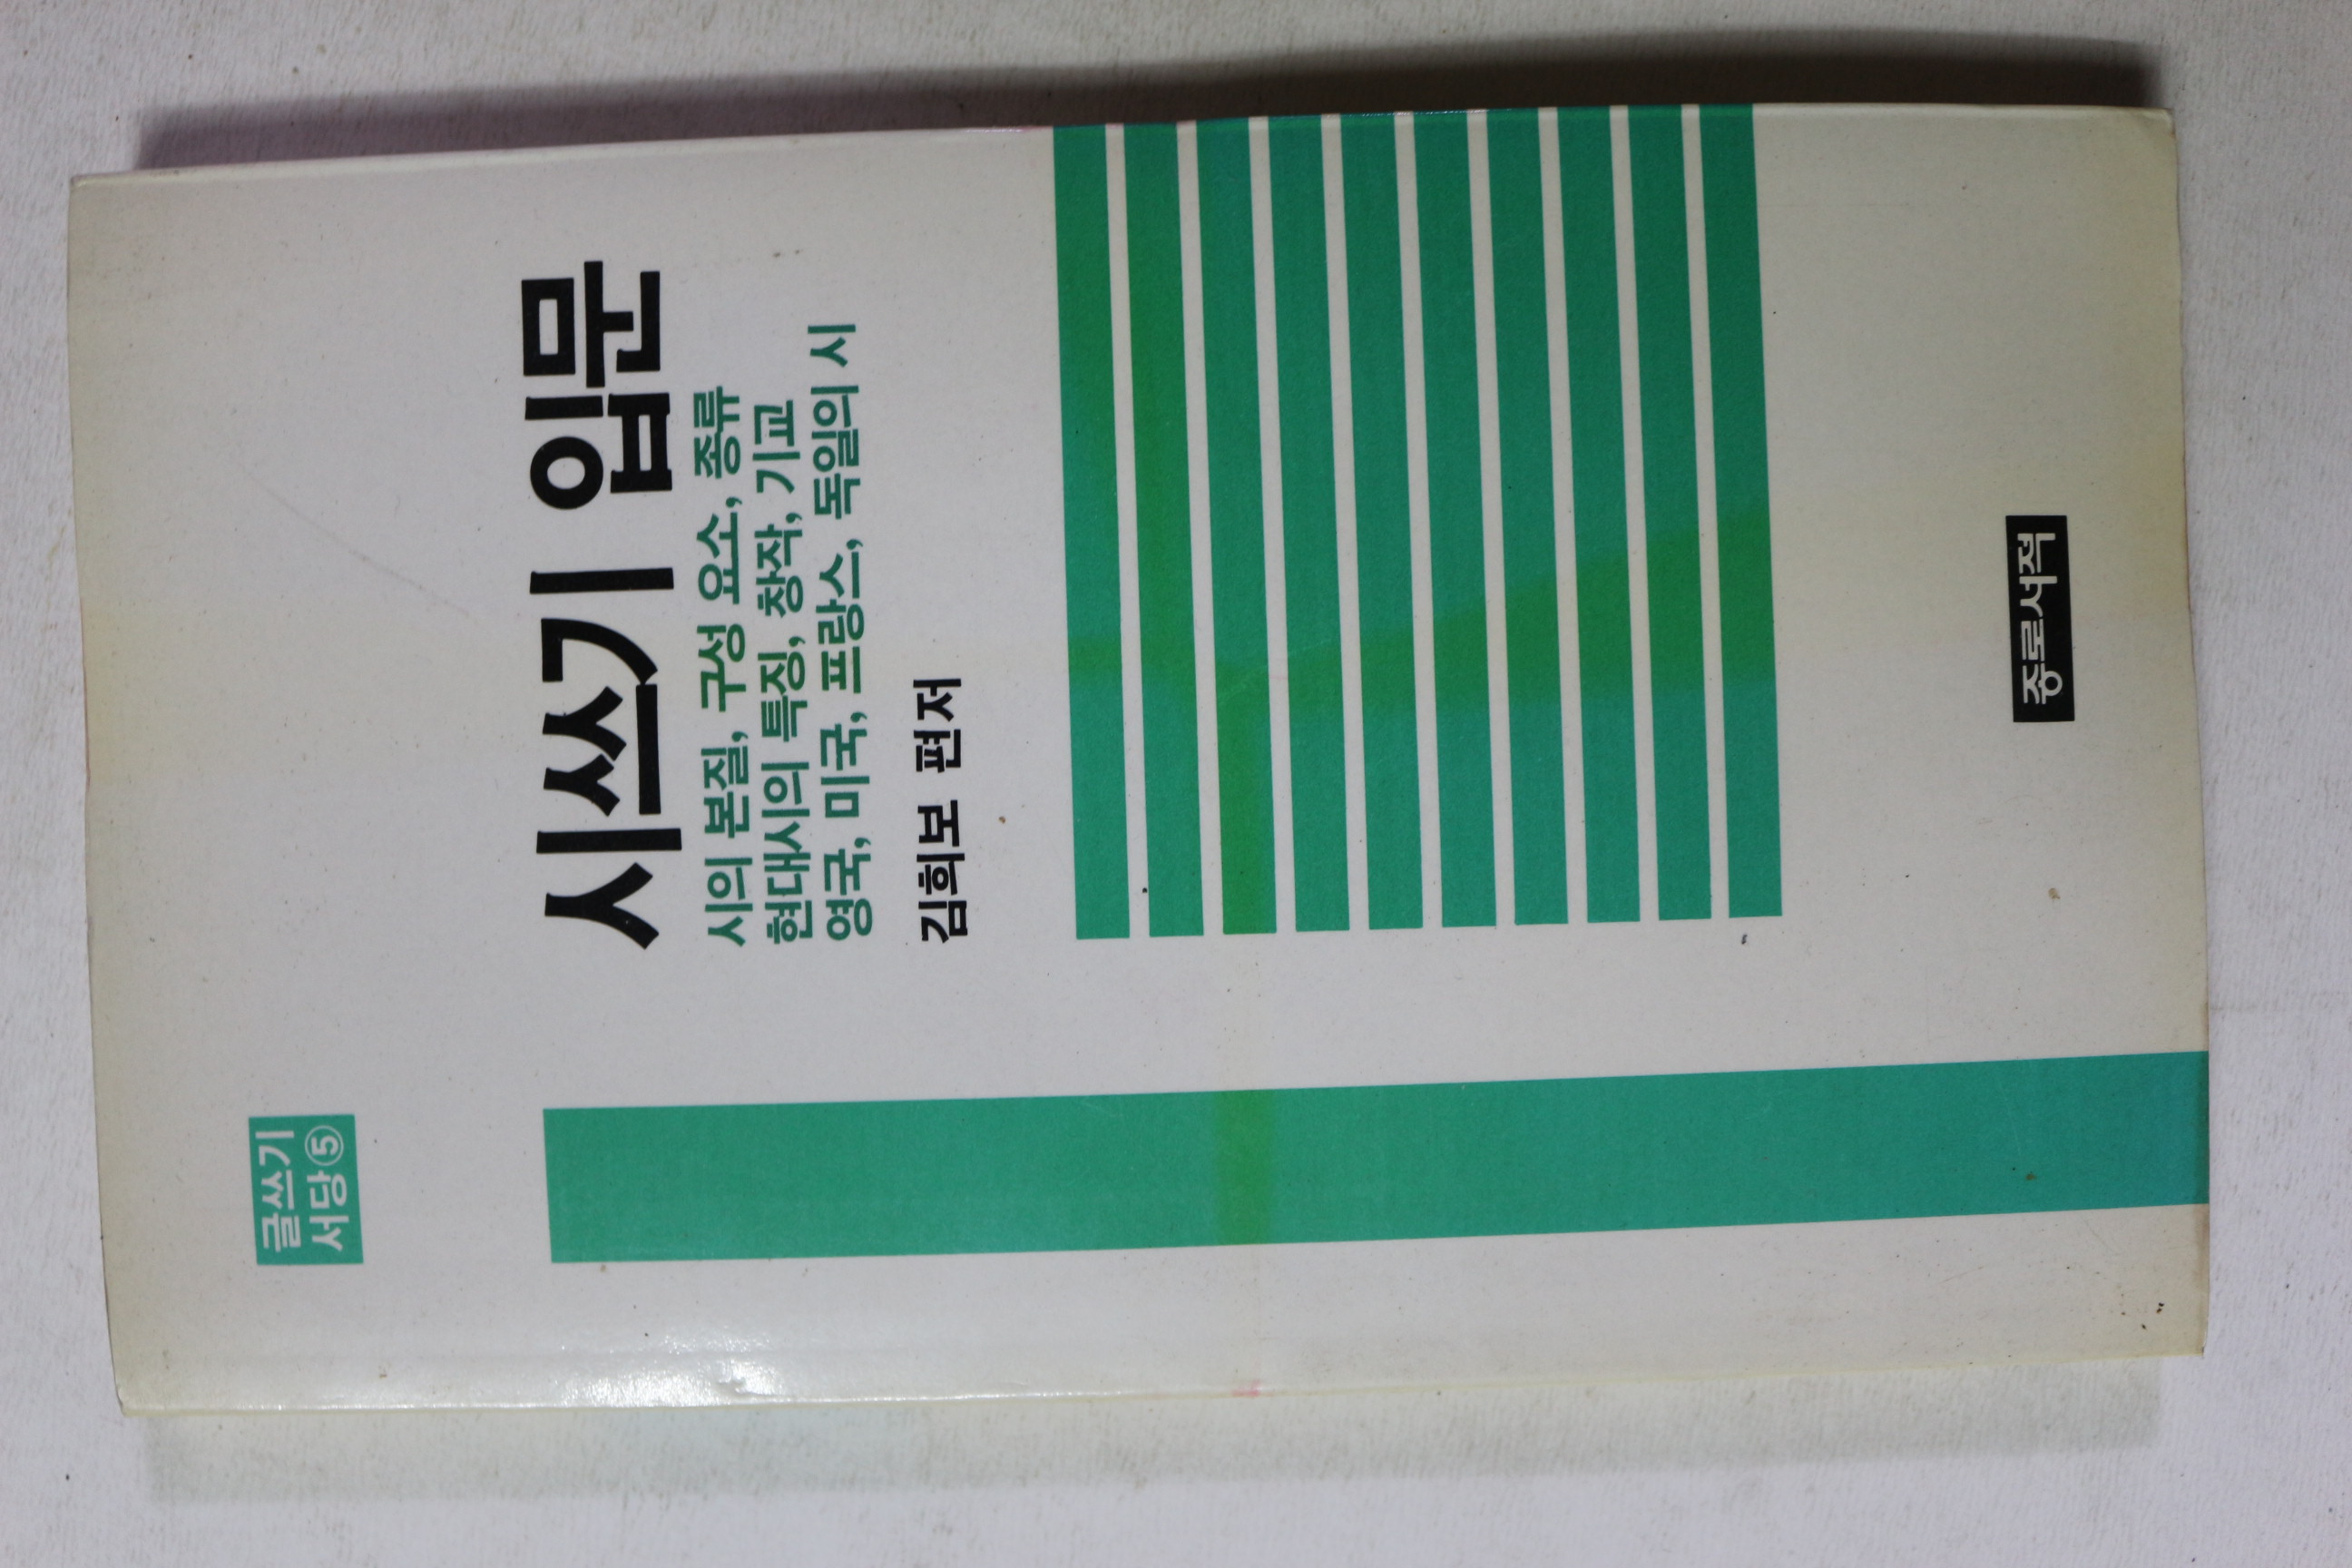 글쓰기
서당⑤
시쓰기 입문
시의 본질, 구성 요소, 종류
현대시의 특징, 창작, 기교
영국, 미국, 프랑스, 독일의 시
김희보 편저
종로서적